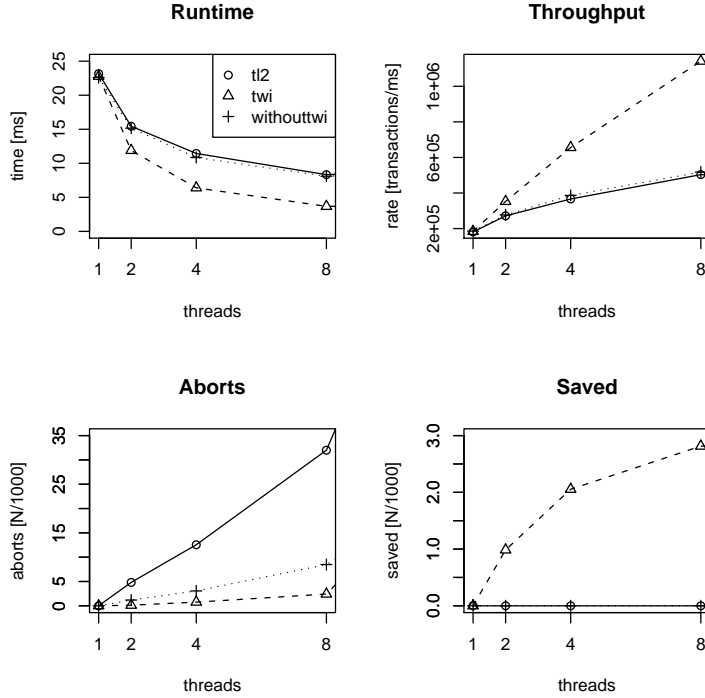 Runtime
time [ms]
25
20
15
10
5
0
tl2
twi
withouttwi
1 2 4 8
threads
Throughput
rate [transactions/ms]
1e+06
6e+05
2e+05
1 2 4 8
threads
Aborts
aborts [N/1000]
35
25
15
5
0
1 2 4 8
threads
Saved
saved [N/1000]
3.0
2.0
1.0
0.0
1 2 4 8
threads